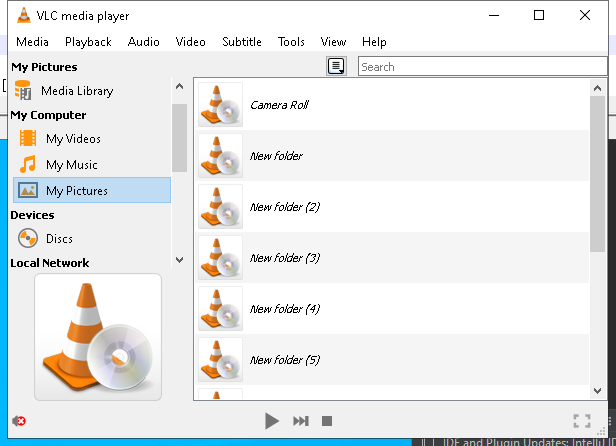 VLC media player
Media Playback Audio Video Subtitle Tools View Help
My Pictures
Search
Media Library
My Computer
My Videos
My Music
My Pictures
Devices
Discs
Local Network
Camera Roll
New folder
New folder (2)
New folder (3)
New folder (4)
New folder (5)
IDE and Plugin Updates: IntelliJ